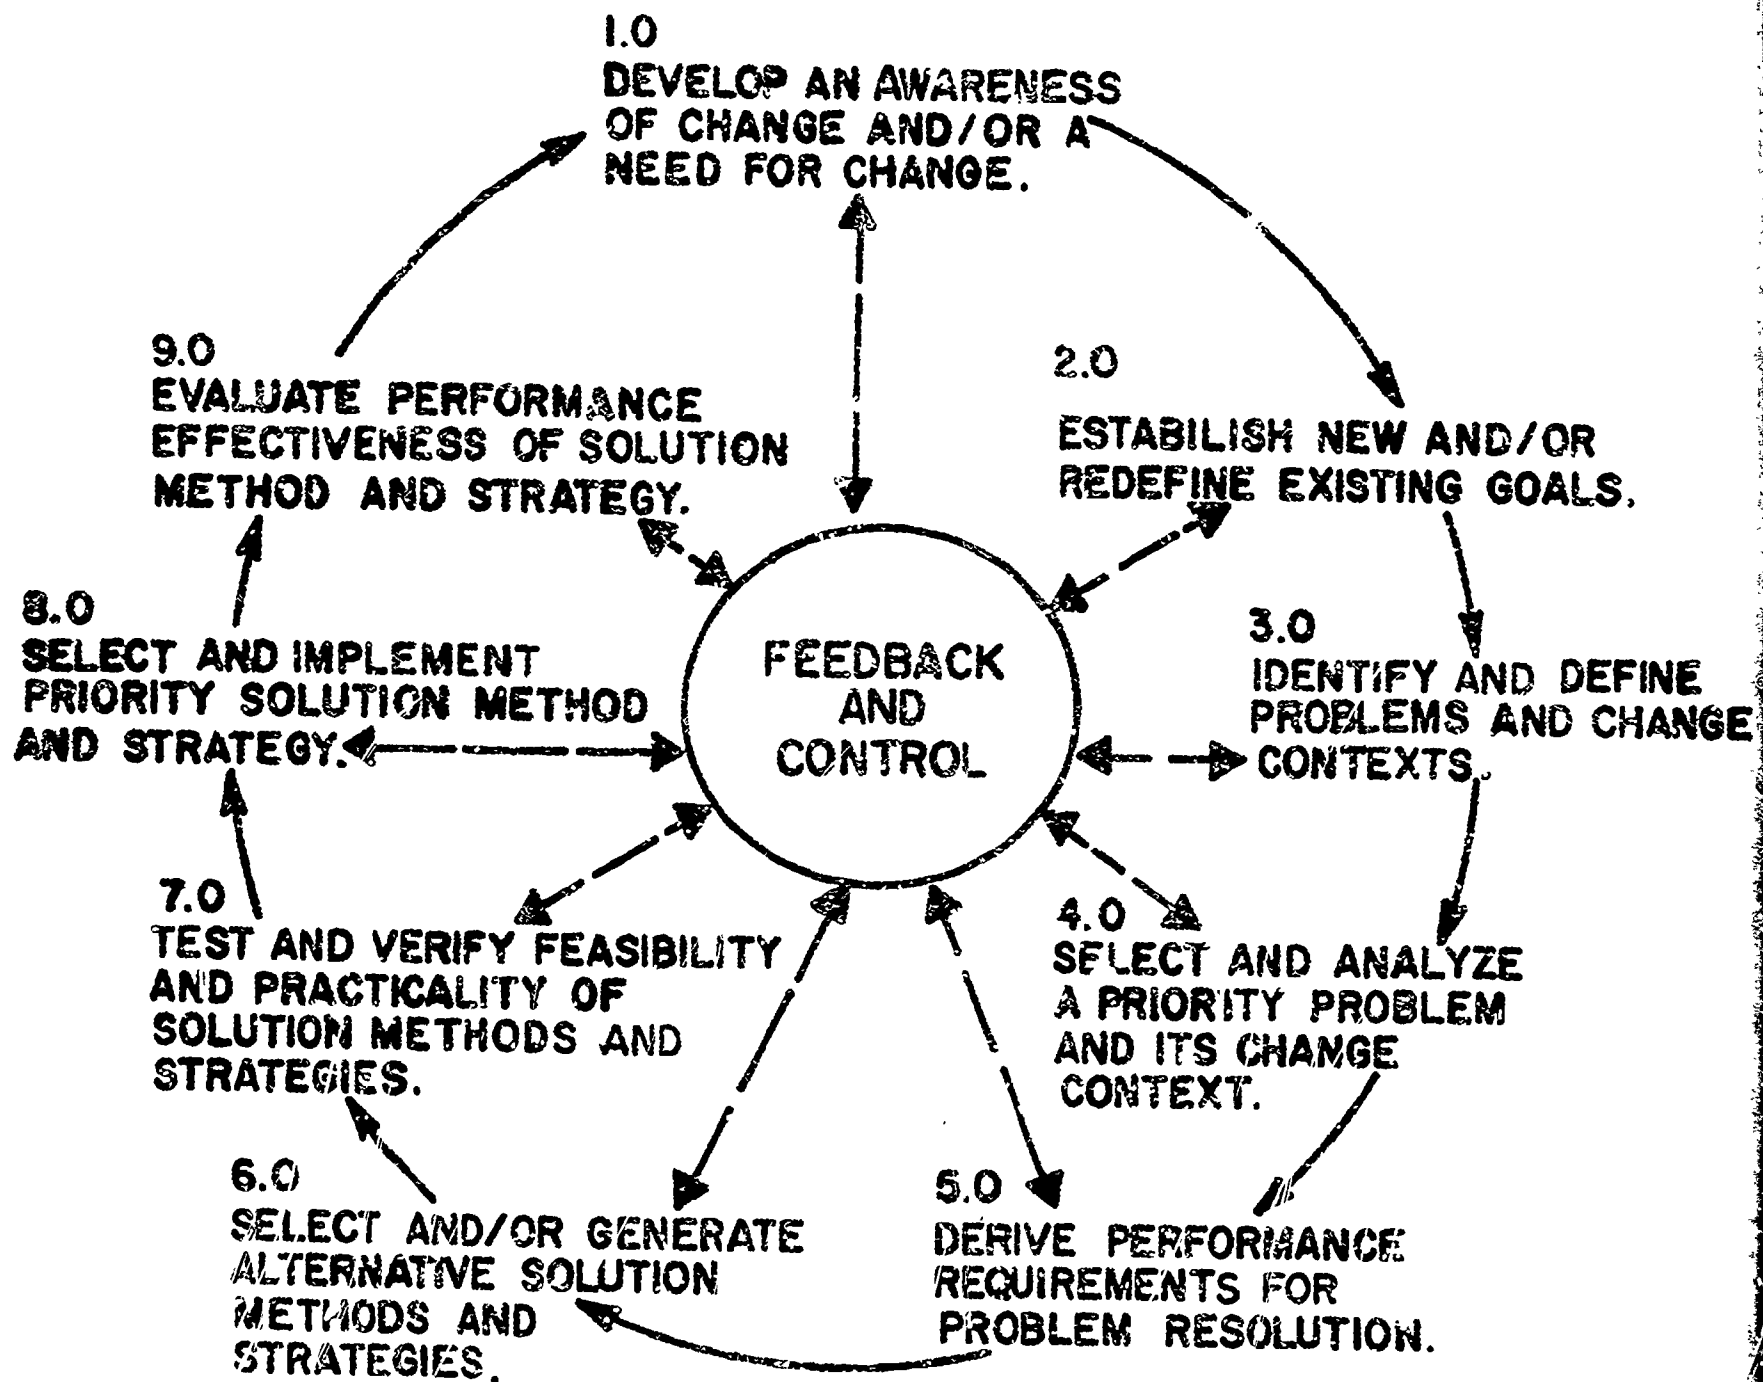 1.0
DEVELOP AN AWARENESS
OF CHANGE AND/OR A
NEED FOR CHANGE.
2.0
ESTABILISH NEW AND/OR
REDEFINE EXISTING GOALS.
3.0
IDENTIFY AND DEFINE
PROBLEMS AND CHANGE
CONTEXTS.
4.0
SELECT AND ANALYZE
A PRIORITY PROBLEM
AND ITS CHANGE
CONTEXT.
5.0
DERIVE PERFORMANCE
REQUIREMENTS FOR
PROBLEM RESOLUTION.
6.0
SELECT AND/OR GENERATE
ALTERNATIVE SOLUTION
METHODS AND
STRATEGIES.
7.0
TEST AND VERIFY FEASIBILITY
AND PRACTICALITY OF
SOLUTION METHODS AND
STRATEGIES.
8.0
SELECT AND IMPLEMENT
PRIORITY SOLUTION METHOD
AND STRATEGY.
9.0
EVALUATE PERFORMANCE
EFFECTIVENESS OF SOLUTION
METHOD AND STRATEGY.
FEEDBACK
AND
CONTROL